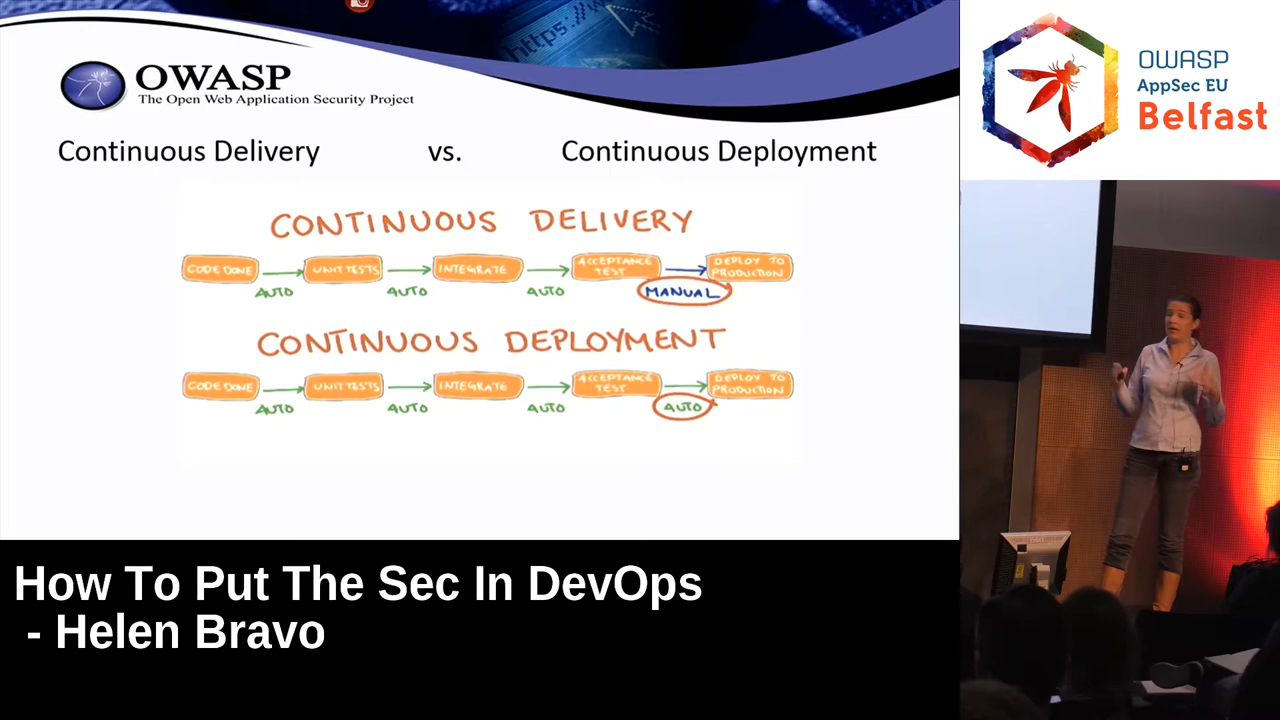 https://www
OWASP
The Open Web Application Security Project
Continuous Delivery vs. Continuous Deployment
CONTINUOUS DELIVERY
CODE DONE UNIT TESTS INTEGRATE ACCEPTANCE TEST DEPLOY TO PRODUCTION
AUTO AUTO AUTO MANUAL
CONTINUOUS DEPLOYMENT
CODE DONE UNIT TESTS INTEGRATE ACCEPTANCE TEST DEPLOY TO PRODUCTION
AUTO AUTO AUTO AUTO
OWASP
AppSec EU
Belfast
How To Put The Sec In DevOps
- Helen Bravo